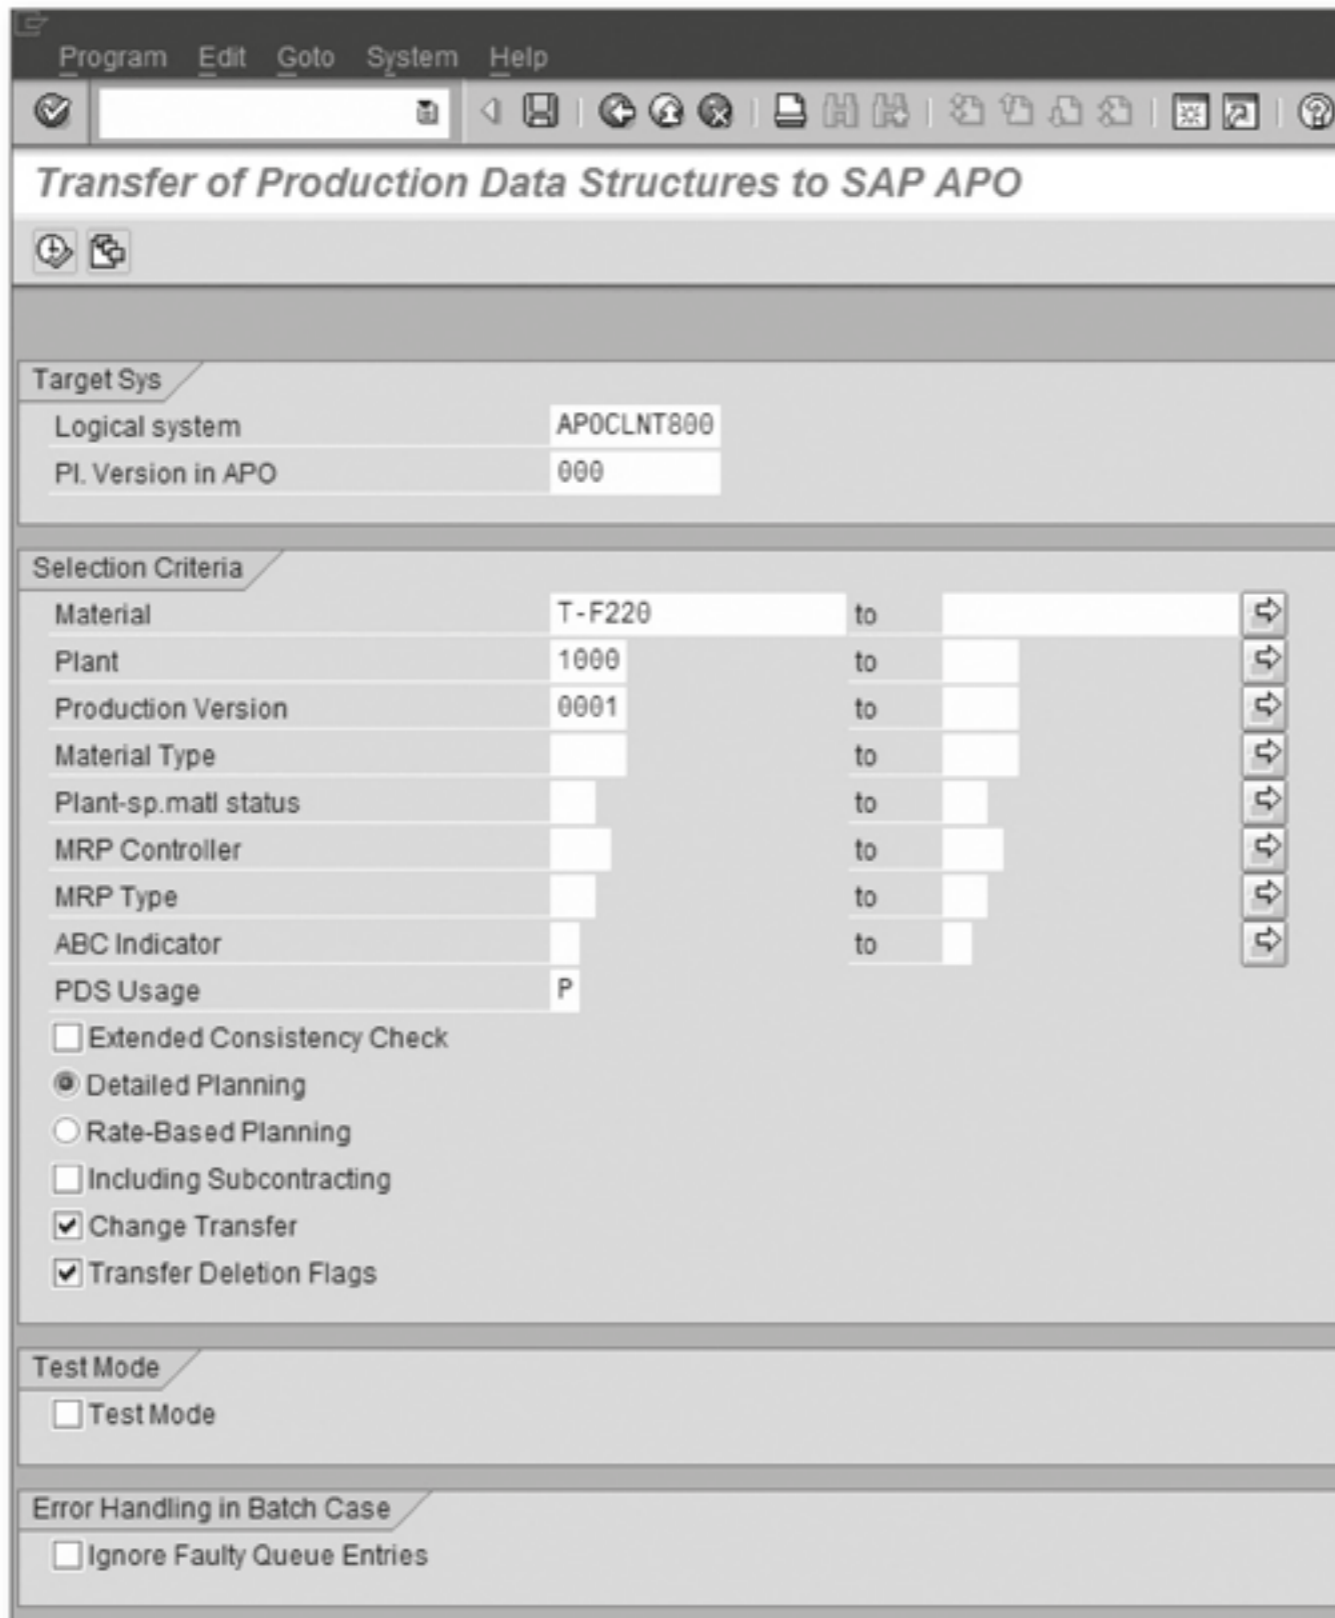 Program Edit Goto System Help
Transfer of Production Data Structures to SAP APO
Target Sys
Logical system APOCLNT800
Pl. Version in APO 000
Selection Criteria
Material T-F220 to
Plant 1000 to
Production Version 0001 to
Material Type to
Plant-sp.matl status to
MRP Controller to
MRP Type to
ABC Indicator to
PDS Usage P
Extended Consistency Check
Detailed Planning
Rate-Based Planning
Including Subcontracting
Change Transfer
Transfer Deletion Flags
Test Mode
Test Mode
Error Handling in Batch Case
Ignore Faulty Queue Entries